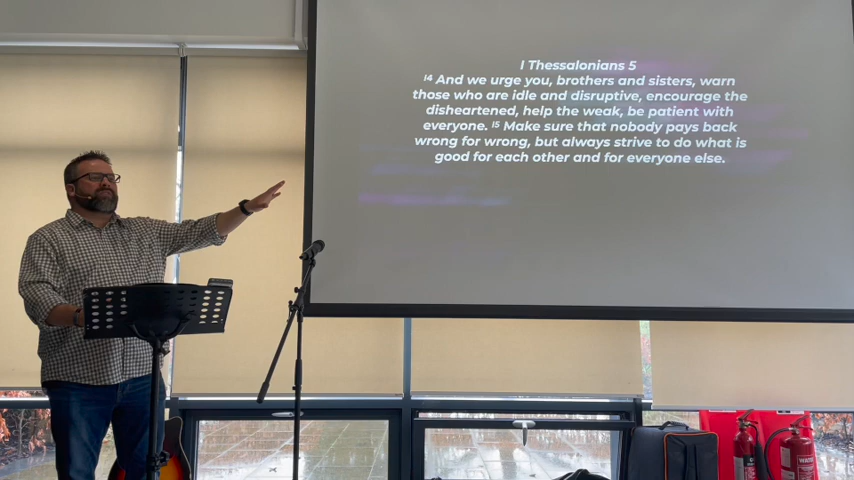 I Thessalonians 5
14 And we urge you, brothers and sisters, warn
those who are idle and disruptive, encourage the
disheartened, help the weak, be patient with
everyone. 15 Make sure that nobody pays back
wrong for wrong, but always strive to do what is
good for each other and for everyone else.
WATER